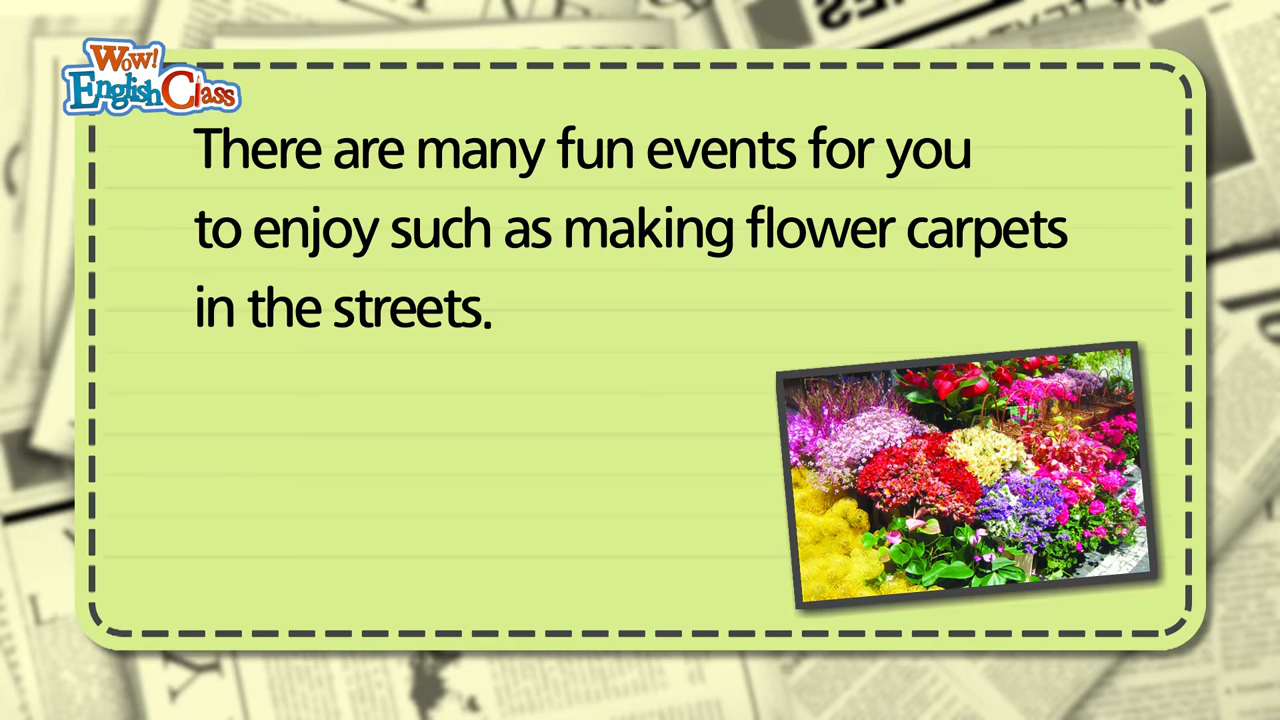 Wow!
English Class
There are many fun events for you
to enjoy such as making flower carpets
in the streets.